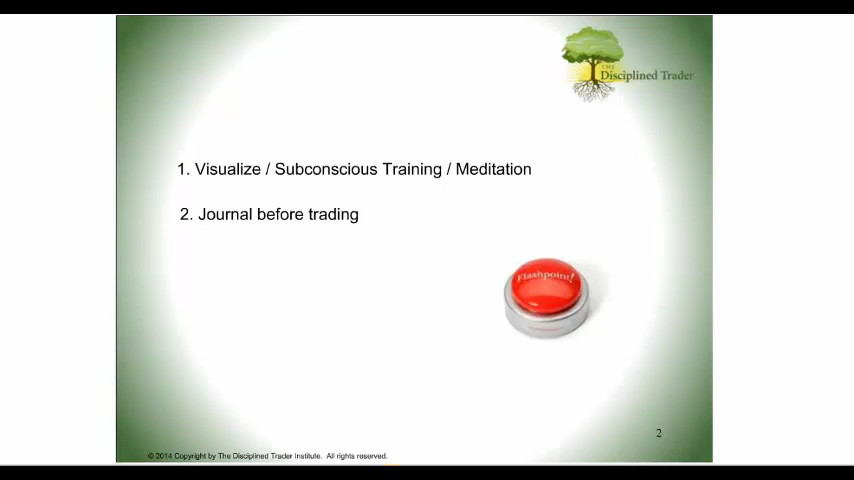 THE
Disciplined Trader
1. Visualize / Subconscious Training / Meditation
2. Journal before trading
Flashpoint!
2
© 2014 Copyright by The Disciplined Trader Institute. All rights reserved.